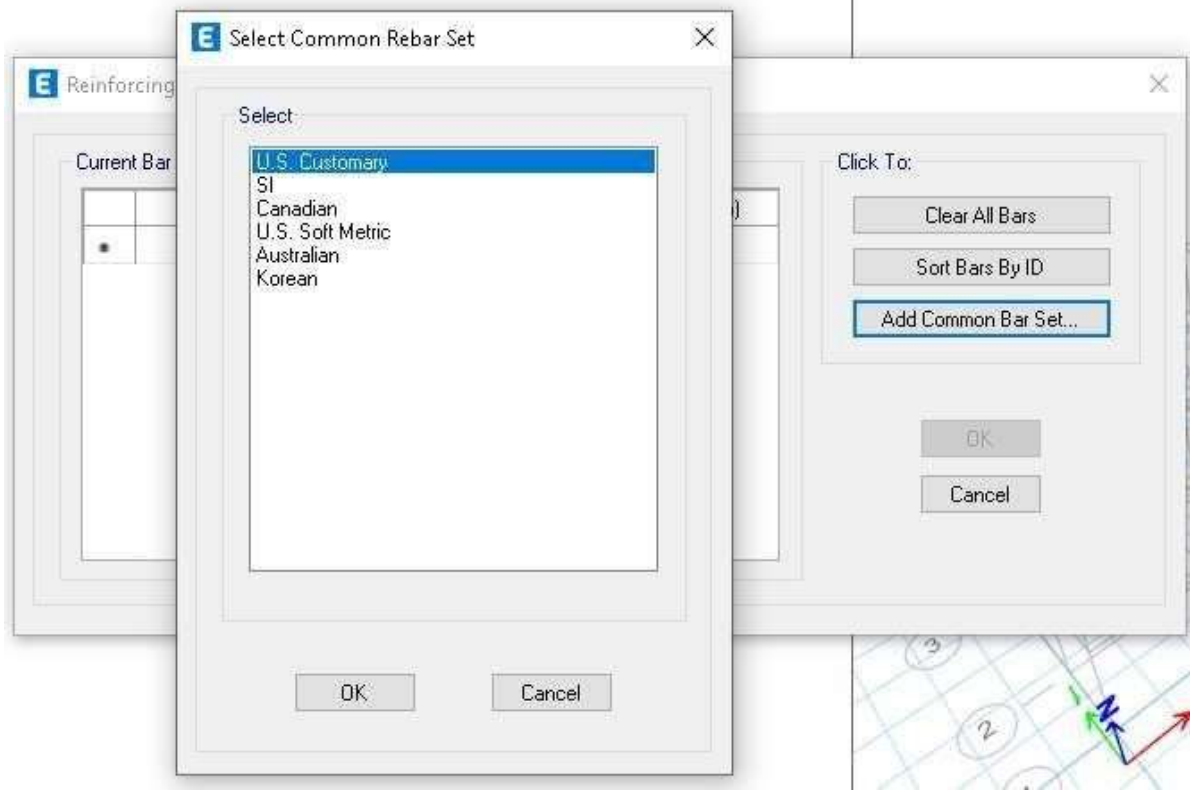 E Select Common Rebar Set
E Reinforcing
Select
Current Bar
U.S. Customary
SI
Canadian
U.S. Soft Metric
Australian
Korean
)
Click To:
Clear All Bars
Sort Bars By ID
Add Common Bar Set...
OK
Cancel
OK
Cancel
3
2